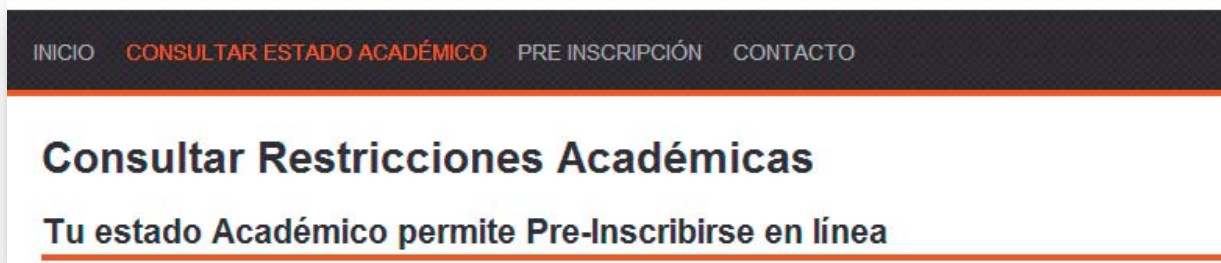 INICIO CONSULTAR ESTADO ACADÉMICO PRE INSCRIPCIÓN CONTACTO
Consultar Restricciones Académicas
Tu estado Académico permite Pre-Inscribirse en línea